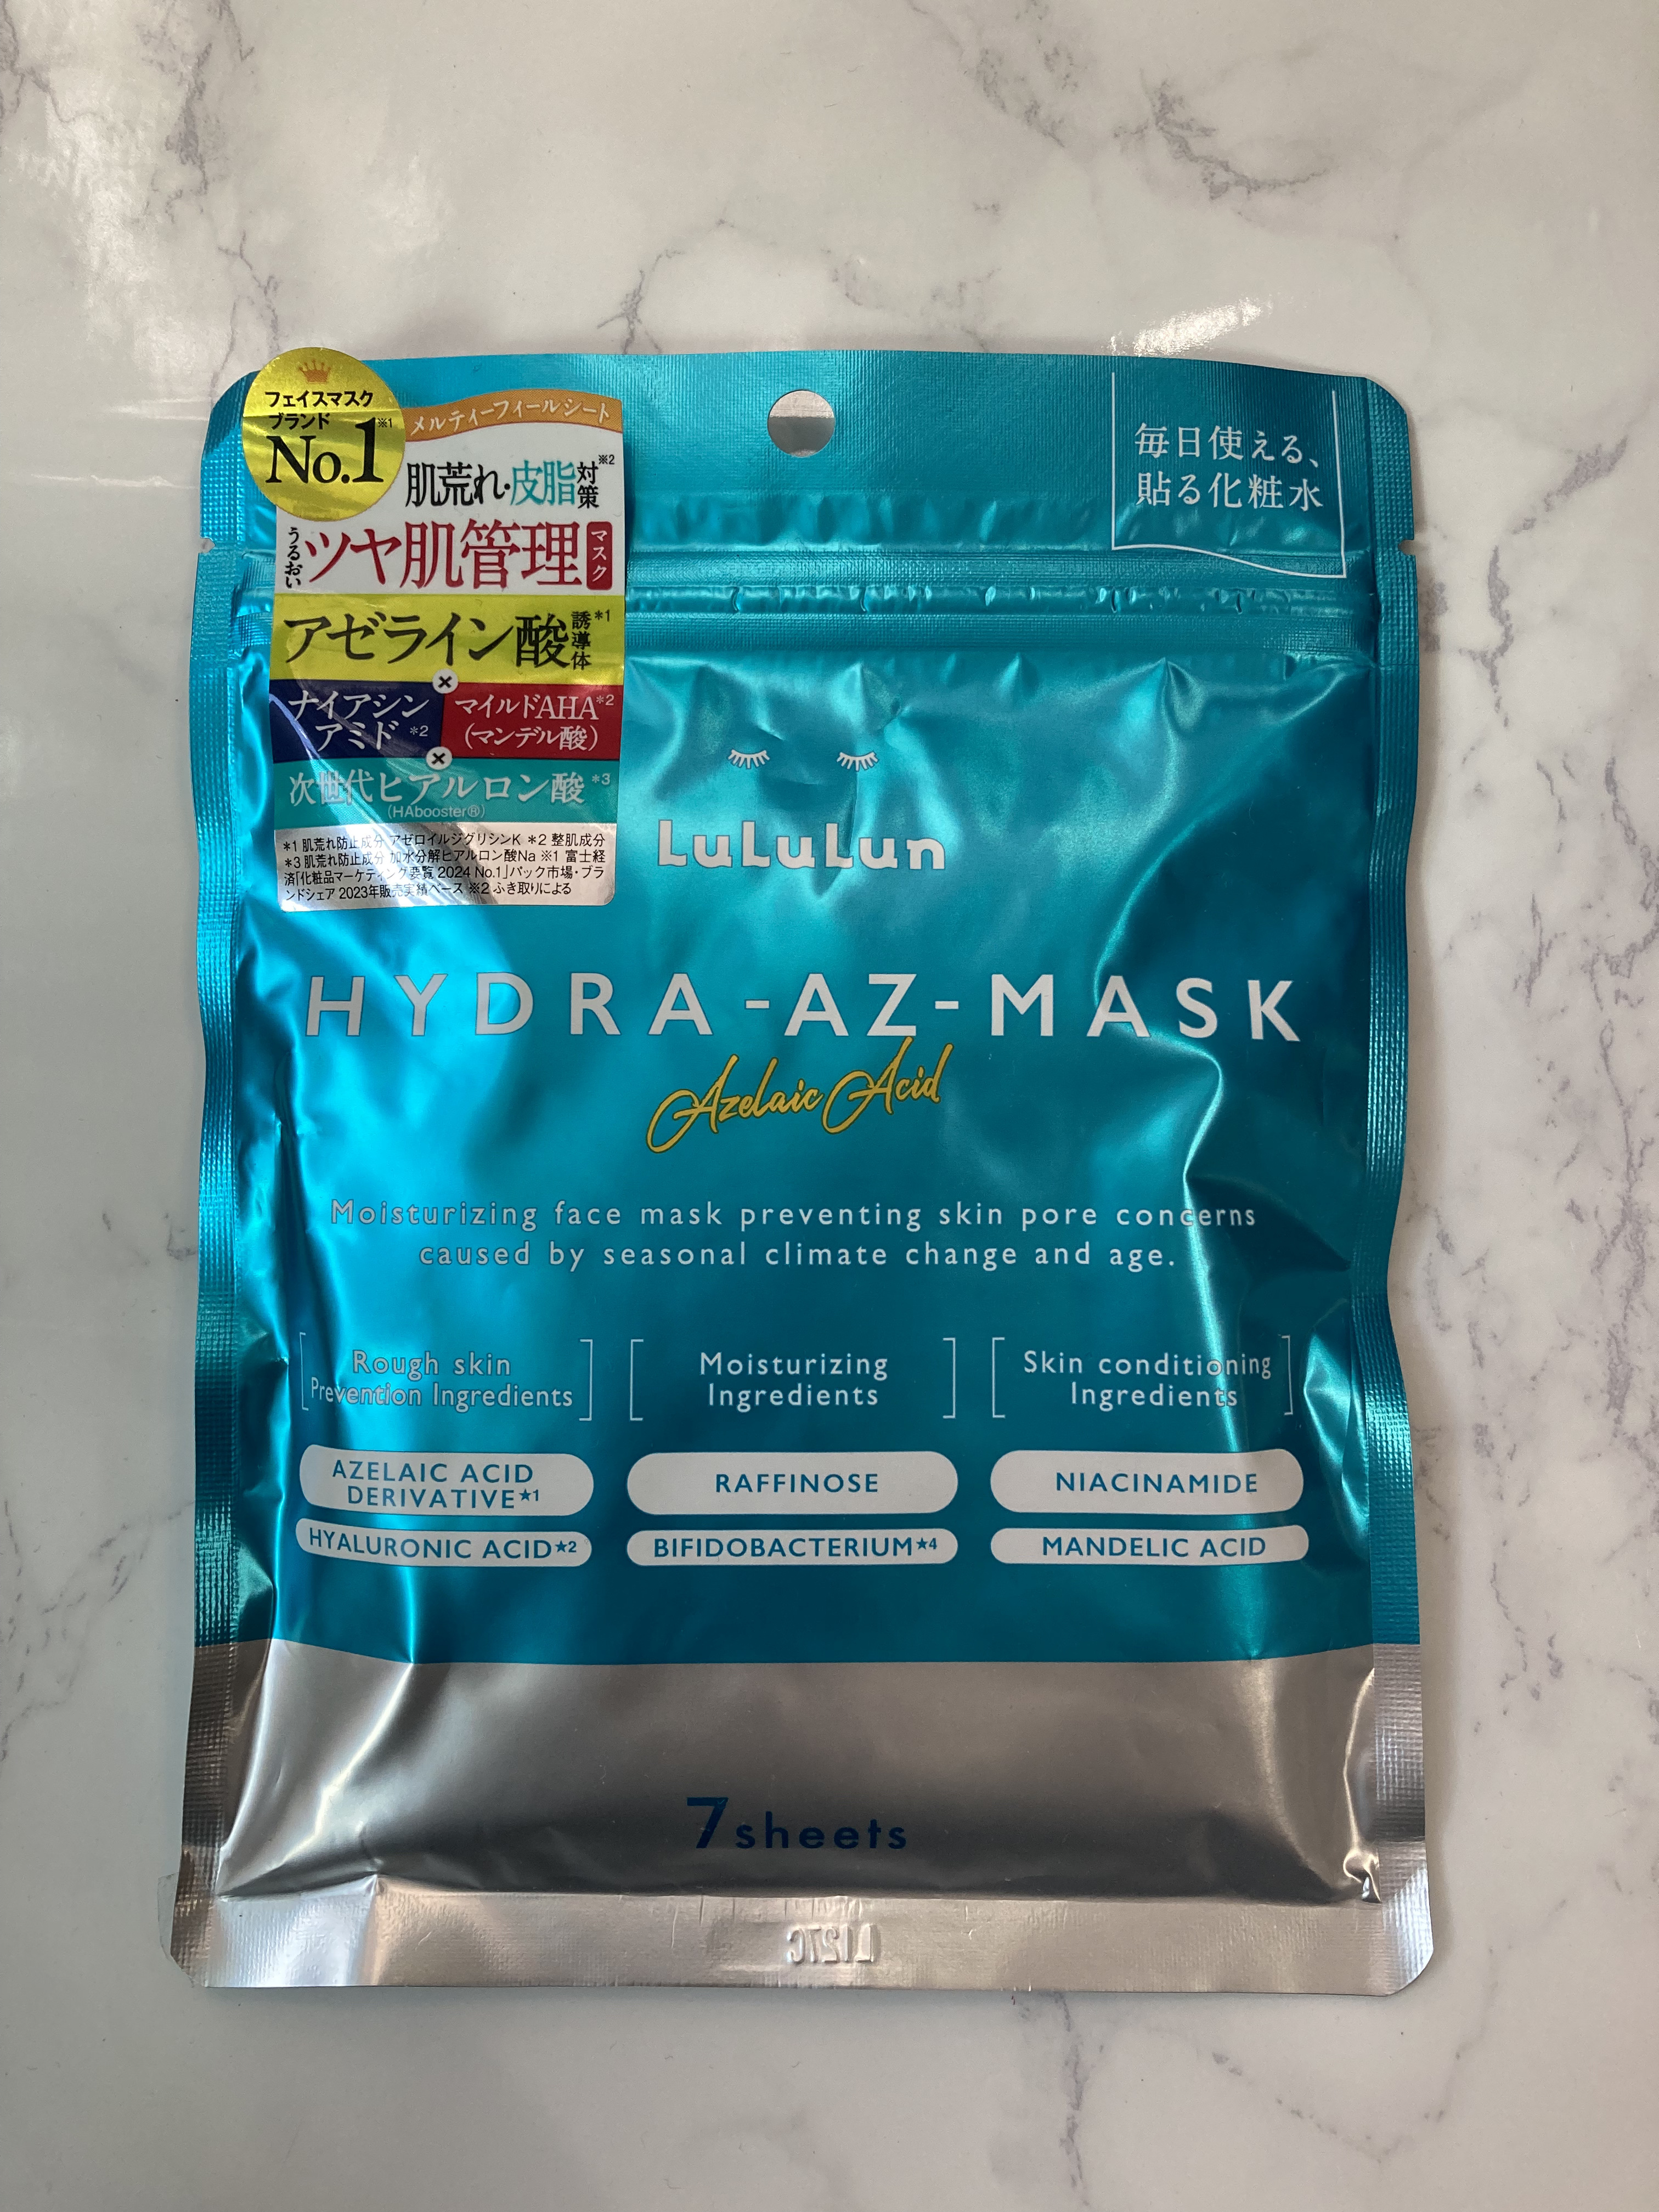 フェイスマスク
ブランド
No.1※1
メルティーフィールシート
肌荒れ・皮脂対策※2
うるおいツヤ肌管理マスク
アゼライン酸誘導体*1
×
ナイアシンアミド*2
マイルドAHA*2
(マンデル酸)
×
次世代ヒアルロン酸*3
(HAbooster®)
*1 肌荒れ防止成分 アゼロイルジグリシンK *2 整肌成分
*3 肌荒れ防止成分 加水分解ヒアルロン酸Na ※1 富士経
済「化粧品マーケティング要覧 2024 No.1」パック市場・ブラ
ンドシェア 2023年販売実績ベース ※2 ふき取りによる
毎日使える、
貼る化粧水
LuLuLun
HYDRA-AZ-MASK
Azelaic Acid
Moisturizing face mask preventing skin pore concerns
caused by seasonal climate change and age.
Rough skin
Prevention Ingredients
AZELAIC ACID
DERIVATIVE★1
HYALURONIC ACID★2
Moisturizing
Ingredients
RAFFINOSE
BIFIDOBACTERIUM★4
Skin conditioning
Ingredients
NIACINAMIDE
MANDELIC ACID
7sheets
L127C